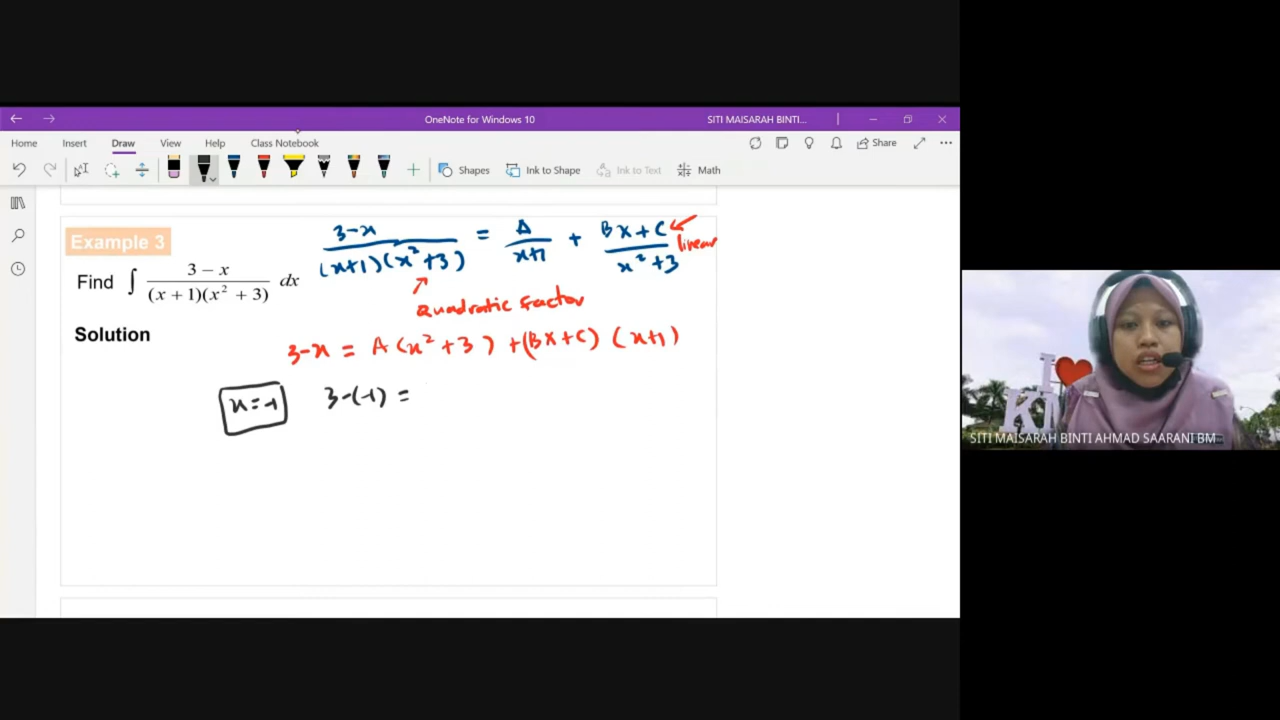 OneNote for Windows 10
SITI MAISARAH BINTI...
Home Insert Draw View Help Class Notebook
Share
Shapes Ink to Shape Ink to Text Math
Example 3
Find ∫ (3 − x)/((x + 1)(x² + 3)) dx
(3-x)/((x+1)(x²+3)) = A/(x+1) + (Bx+C)/(x²+3)
linear
quadratic factor
Solution
3-x = A(x²+3) + (Bx+C) (x+1)
x=-1 3-(-1) =
I
KM
SITI MAISARAH BINTI AHMAD SAARANI BM